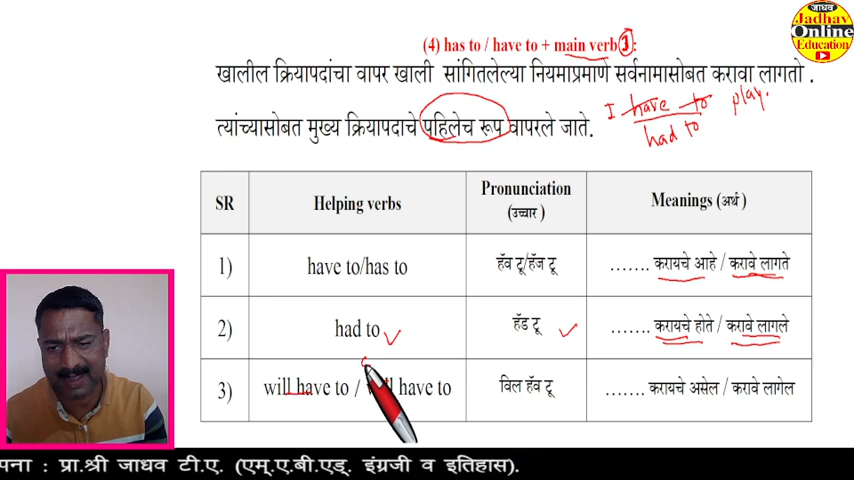 जाधव
Jadhav
Online
Education
(4) has to / have to + main verb 1:
खालील क्रियापदांचा वापर खाली सांगितलेल्या नियमाप्रमाणे सर्वनामासोबत करावा लागतो .
I have to play.
had to
त्यांच्यासोबत मुख्य क्रियापदाचे पहिलेच रूप वापरले जाते.
SR Helping verbs Pronunciation (उच्चार) Meanings (अर्थ)
1) have to/has to हॅव टू/हॅज टू ……. करायचे आहे / करावे लागते
2) had to हॅड टू ……. करायचे होते / करावे लागले
3) will have to / have to विल हॅव टू ……. करायचे असेल / करावे लागेल
पना : प्रा.श्री जाधव टी.ए. (एम्.ए.बी.एड्. इंग्रजी व इतिहास).